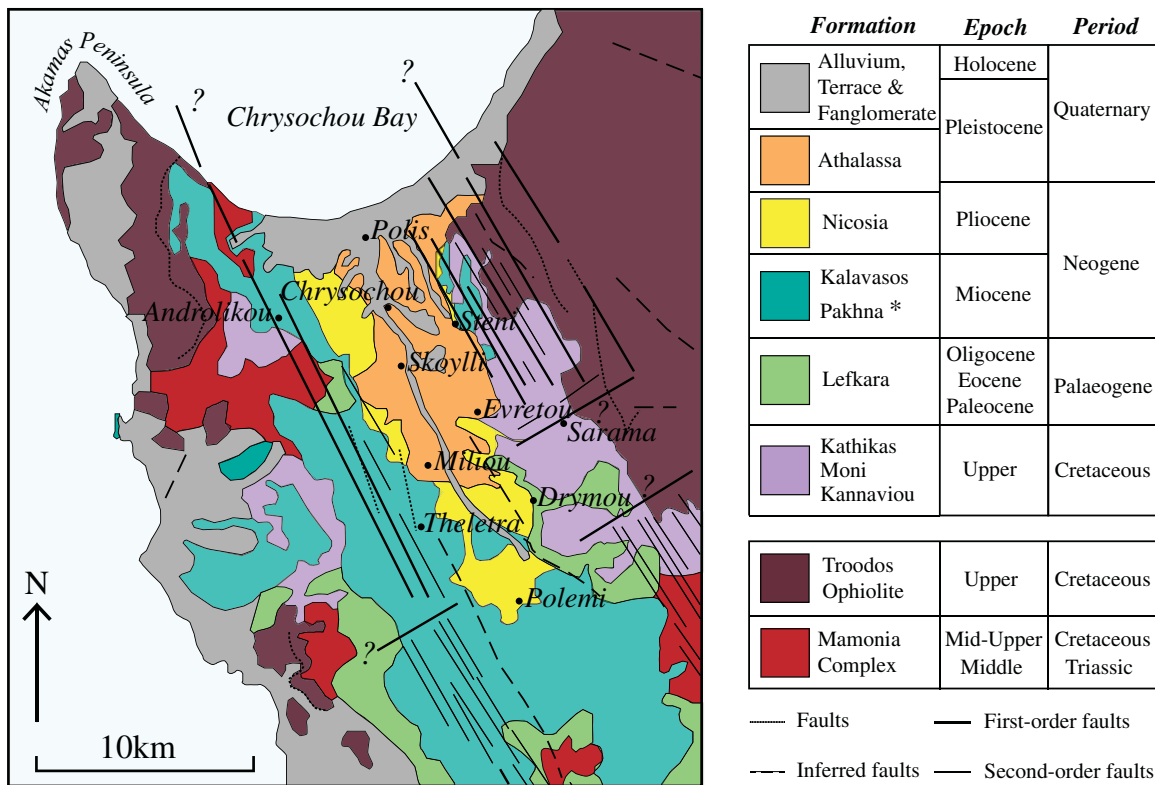 Akamas Peninsula
?
?
Chrysochou Bay
Polis
Chrysochou
Androlikou
Steni
Skoylli
Evretou
?
Sarama
Miliou
Drymou
?
Theletra
Polemi
?
N
10km
Formation Epoch Period
Alluvium,
Terrace &
Fanglomerate
Holocene
Pleistocene
Quaternary
Athalassa
Nicosia
Pliocene
Neogene
Kalavasos
Pakhna *
Miocene
Lefkara
Oligocene
Eocene
Paleocene
Palaeogene
Kathikas
Moni
Kannaviou
Upper
Cretaceous
Troodos
Ophiolite
Upper
Cretaceous
Mamonia
Complex
Mid-Upper
Middle
Cretaceous
Triassic
Faults
First-order faults
Inferred faults
Second-order faults